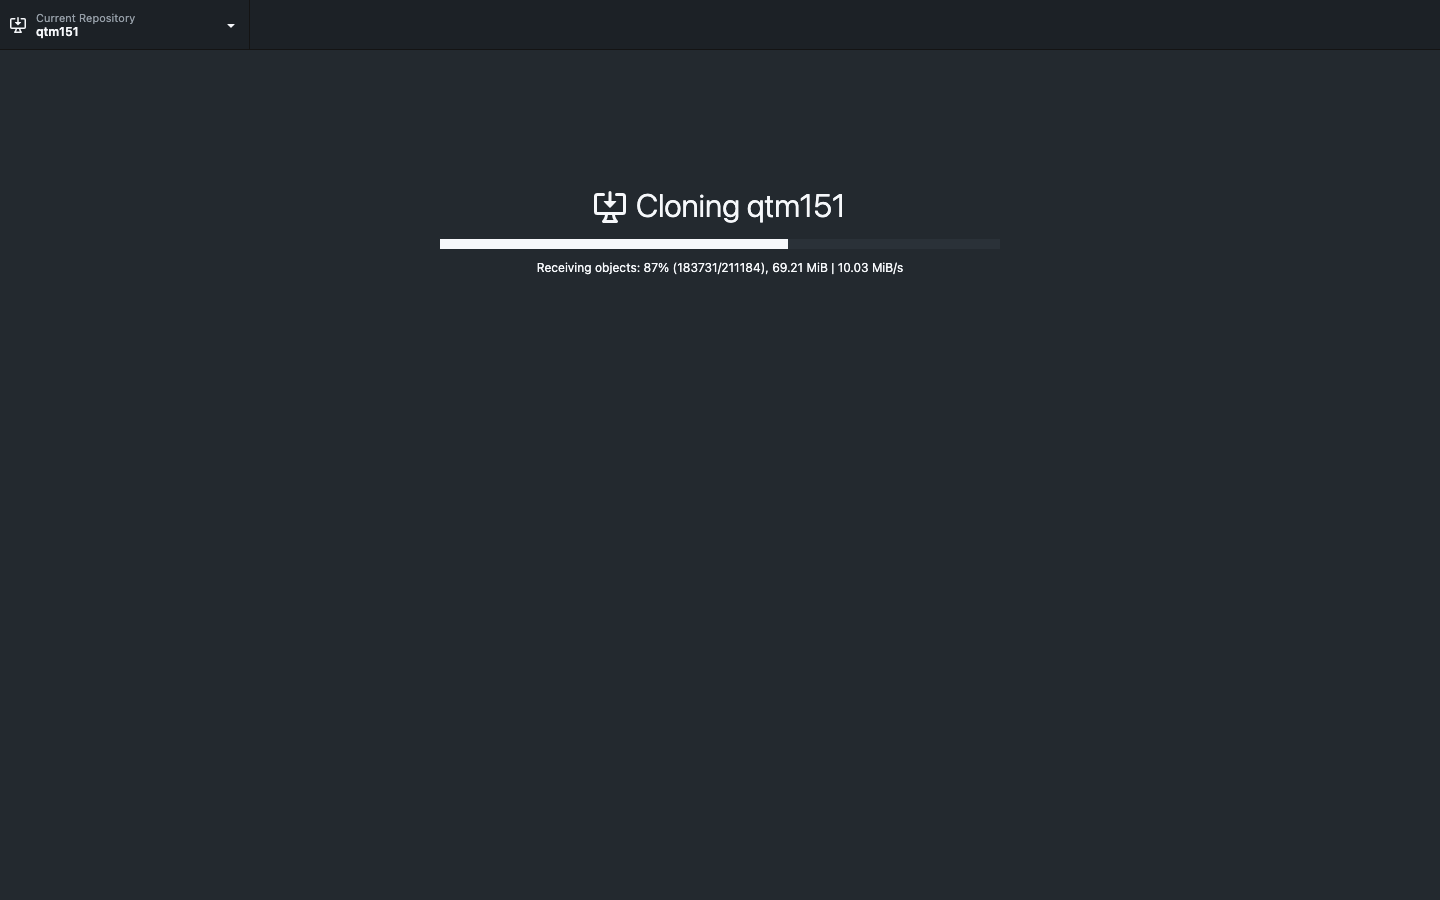 Current Repository
qtm151
Cloning qtm151
Receiving objects: 87% (183731/211184), 69.21 MiB | 10.03 MiB/s